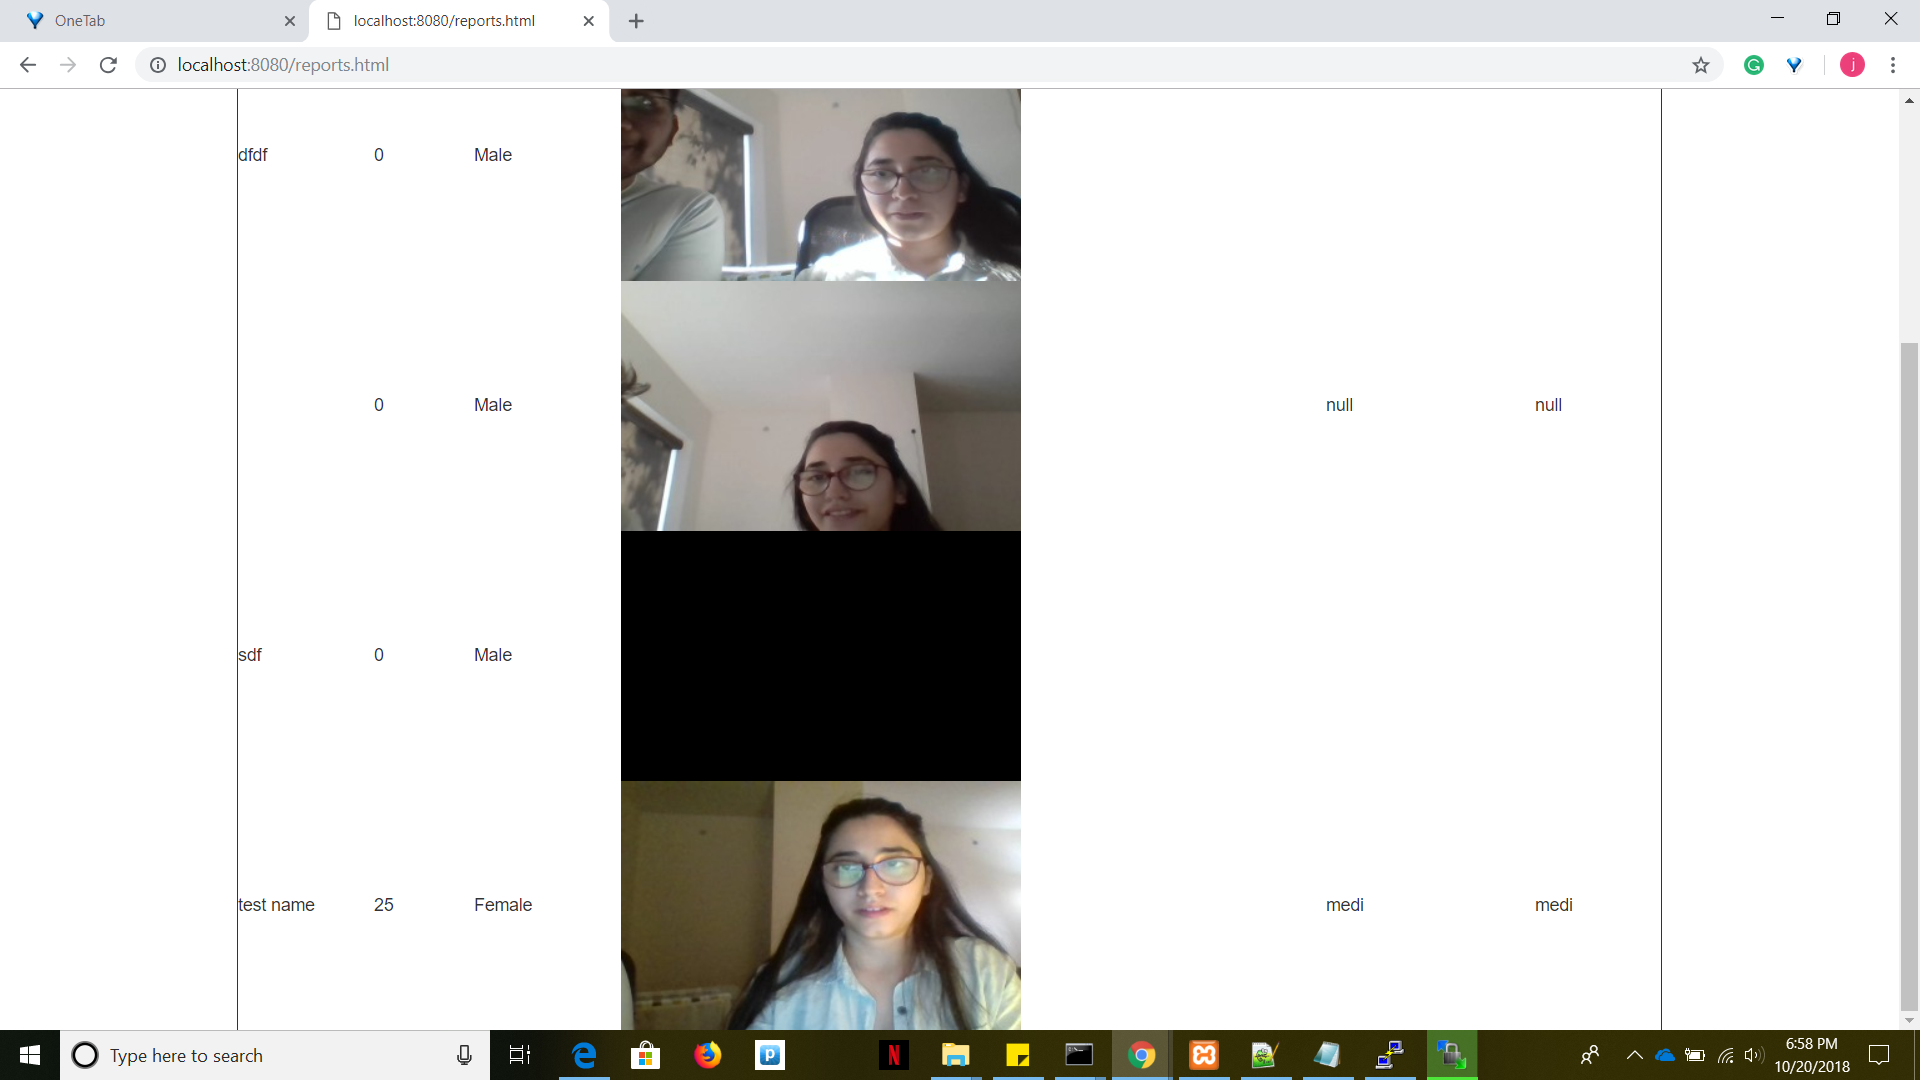 OneTab
localhost:8080/reports.html
localhost:8080/reports.html
j
dfdf 0 Male
0 Male null null
sdf 0 Male
test name 25 Female medi medi
Type here to search
6:58 PM
10/20/2018